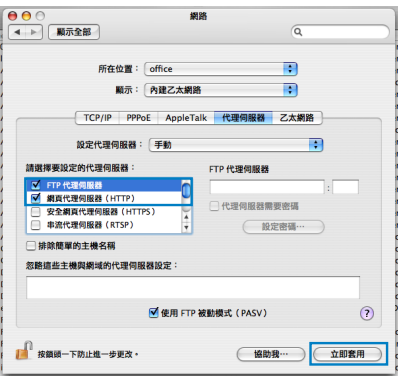 網路
顯示全部
所在位置： office
顯示： 內建乙太網路
TCP/IP PPPoE AppleTalk 代理伺服器 乙太網路
設定代理伺服器： 手動
請選擇要設定的代理伺服器： FTP 代理伺服器
FTP 代理伺服器
網頁代理伺服器（HTTP） :
安全網頁代理伺服器（HTTPS） 代理伺服器需要密碼
串流代理伺服器（RTSP） 設定密碼…
排除簡單的主機名稱
忽略這些主機與網域的代理伺服器設定：
使用 FTP 被動模式（PASV） ?
按鎖頭一下防止進一步更改。 協助我… 立即套用